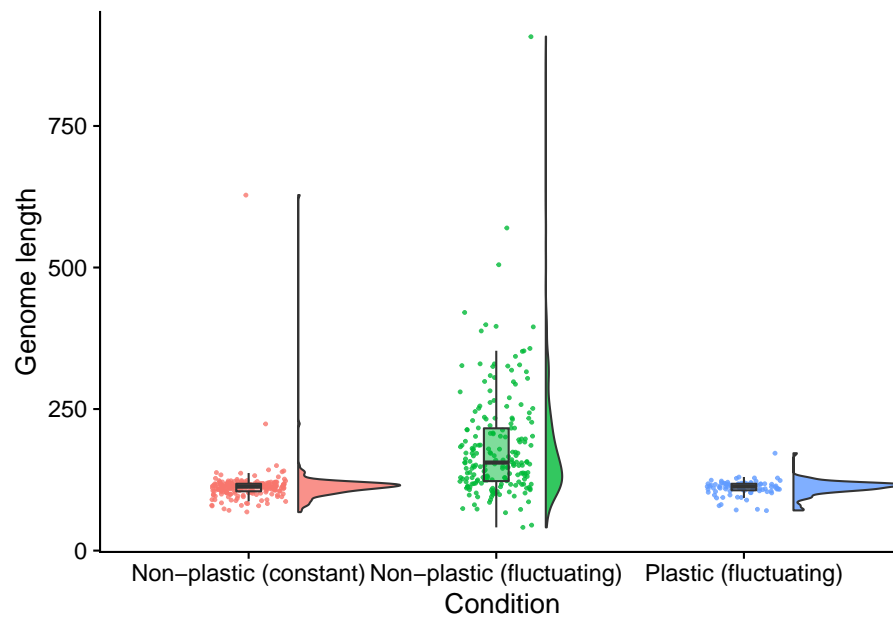 Genome length
750
500
250
0
Non−plastic (constant)
Non−plastic (fluctuating)
Plastic (fluctuating)
Condition